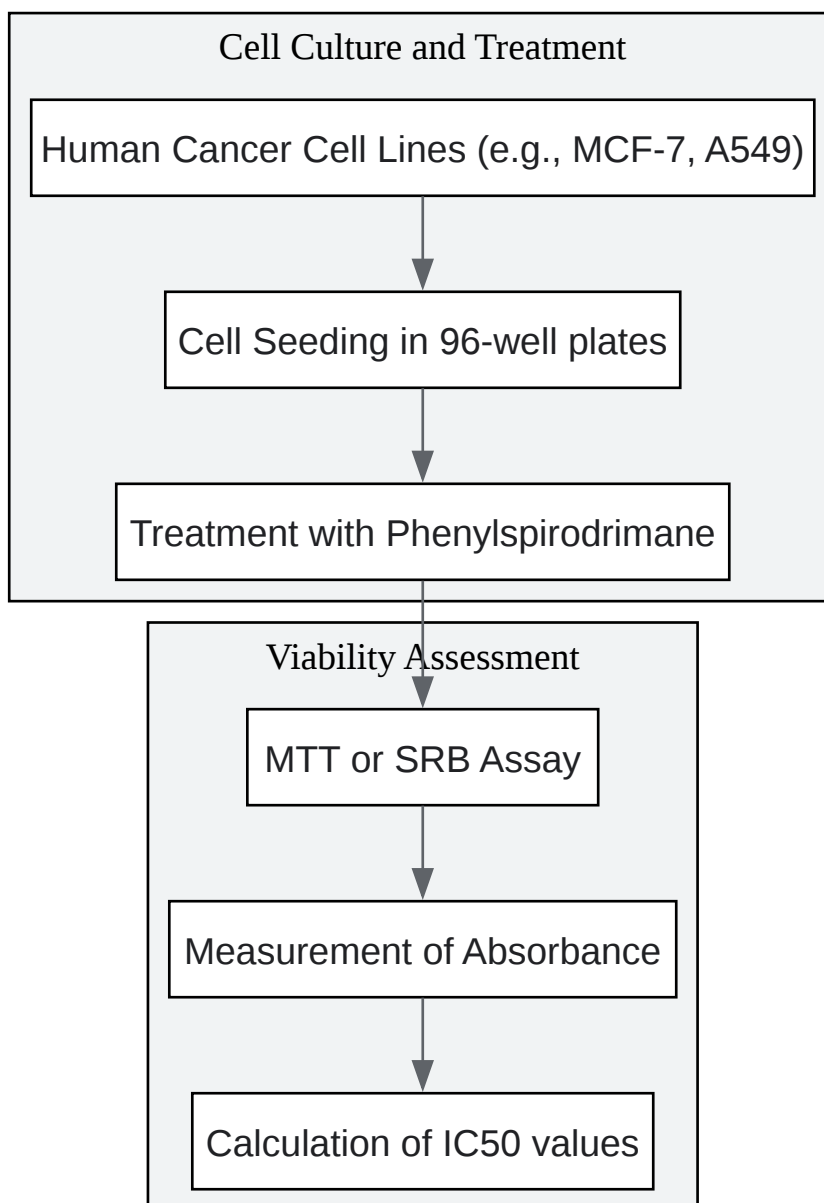 Cell Culture and Treatment
Human Cancer Cell Lines (e.g., MCF-7, A549)
Cell Seeding in 96-well plates
Treatment with Phenylspirodrimane
Viability Assessment
MTT or SRB Assay
Measurement of Absorbance
Calculation of IC50 values